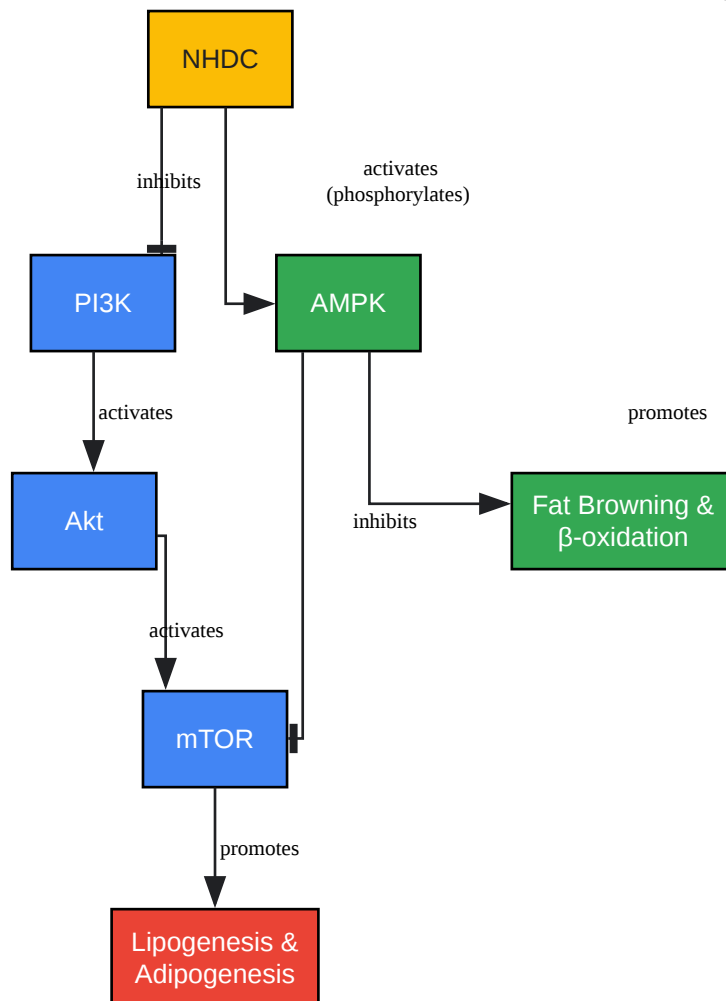 NHDC
inhibits
activates
(phosphorylates)
PI3K
AMPK
activates
promotes
Akt
inhibits
Fat Browning &
β-oxidation
activates
mTOR
promotes
Lipogenesis &
Adipogenesis